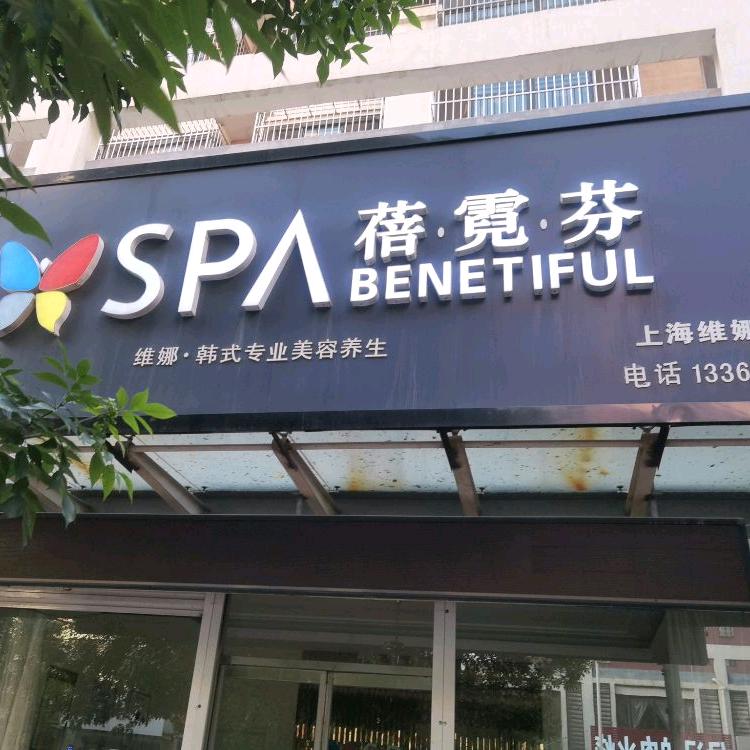 SPA 蓓·霓·芬
BENETIFUL
维娜·韩式专业美容养生
上海维娜
电话 1336